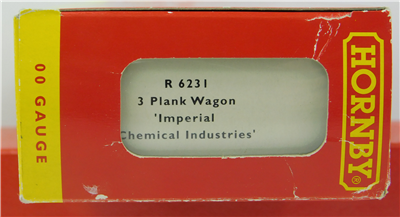 00 GAUGE
R 6231
3 Plank Wagon
'Imperial
Chemical Industries'
HORNBY®